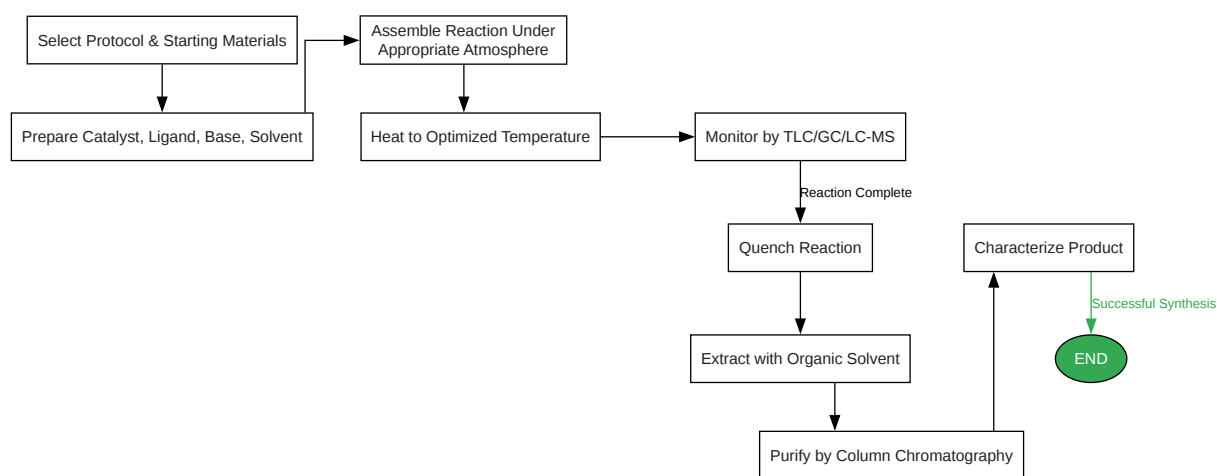 Select Protocol & Starting Materials
Prepare Catalyst, Ligand, Base, Solvent
Assemble Reaction Under
Appropriate Atmosphere
Heat to Optimized Temperature
Monitor by TLC/GC/LC-MS
Reaction Complete
Quench Reaction
Extract with Organic Solvent
Purify by Column Chromatography
Characterize Product
Successful Synthesis
END